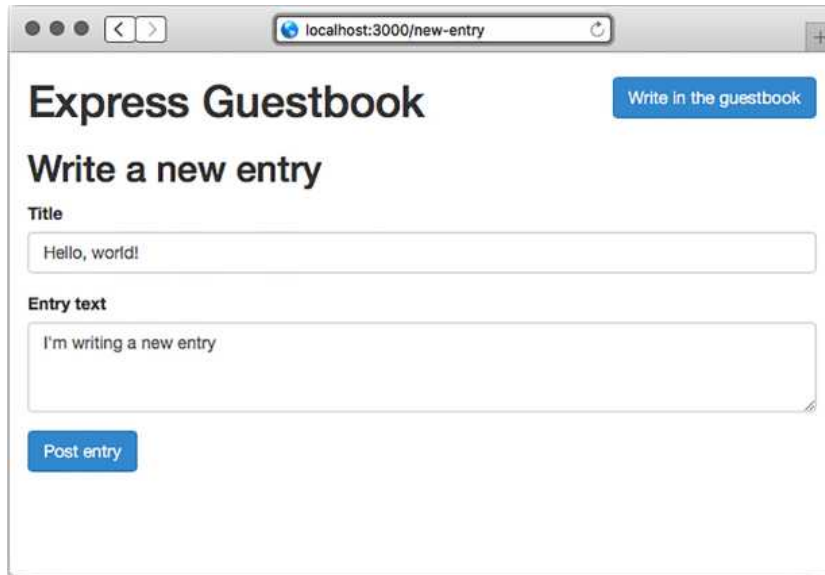 localhost:3000/new-entry
Express Guestbook
Write in the guestbook
Write a new entry
Title
Hello, world!
Entry text
I'm writing a new entry
Post entry